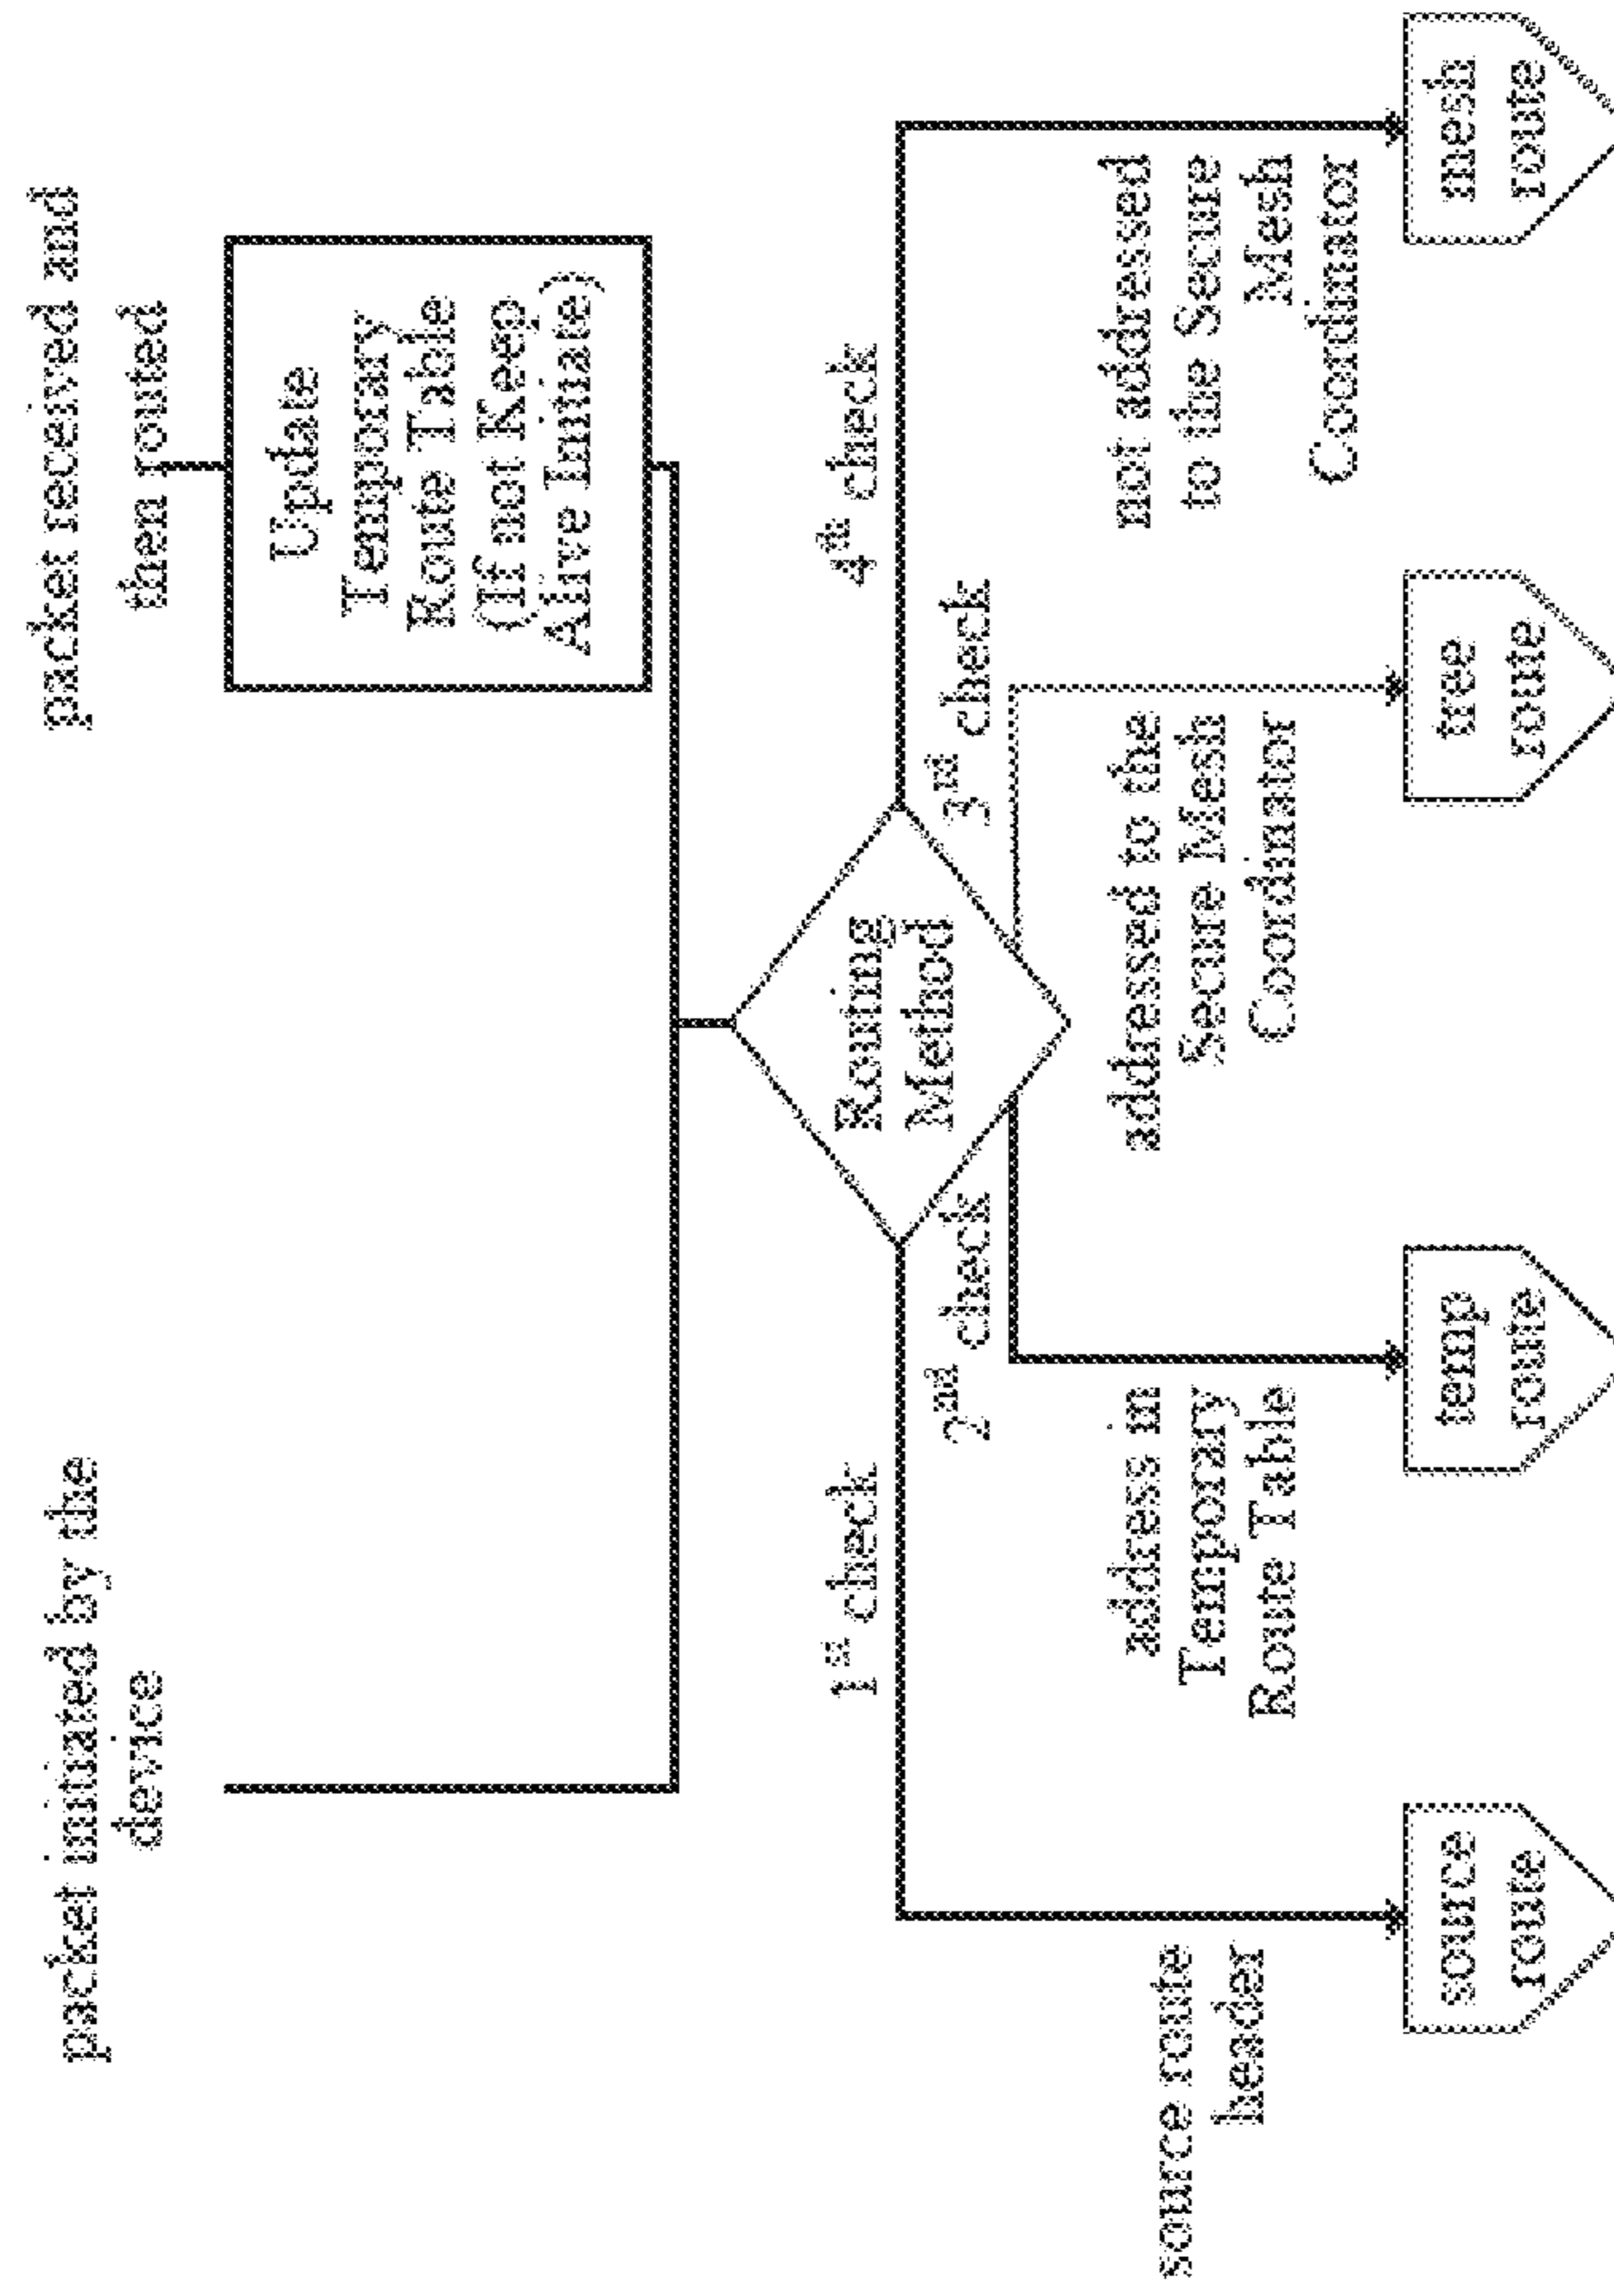 packet initiated by the
device
packet received and
then routed
Update
Temporary
Route Table
(If not Keep
Alive Initiate)
Routing
Method
1st check
2nd check
3rd check
4th check
source route
header
address in
Temporary
Route Table
addressed to the
Secure Mesh
Coordinator
not addressed
to the Secure
Mesh
Coordinator
source
route
temp
route
tree
route
mesh
route